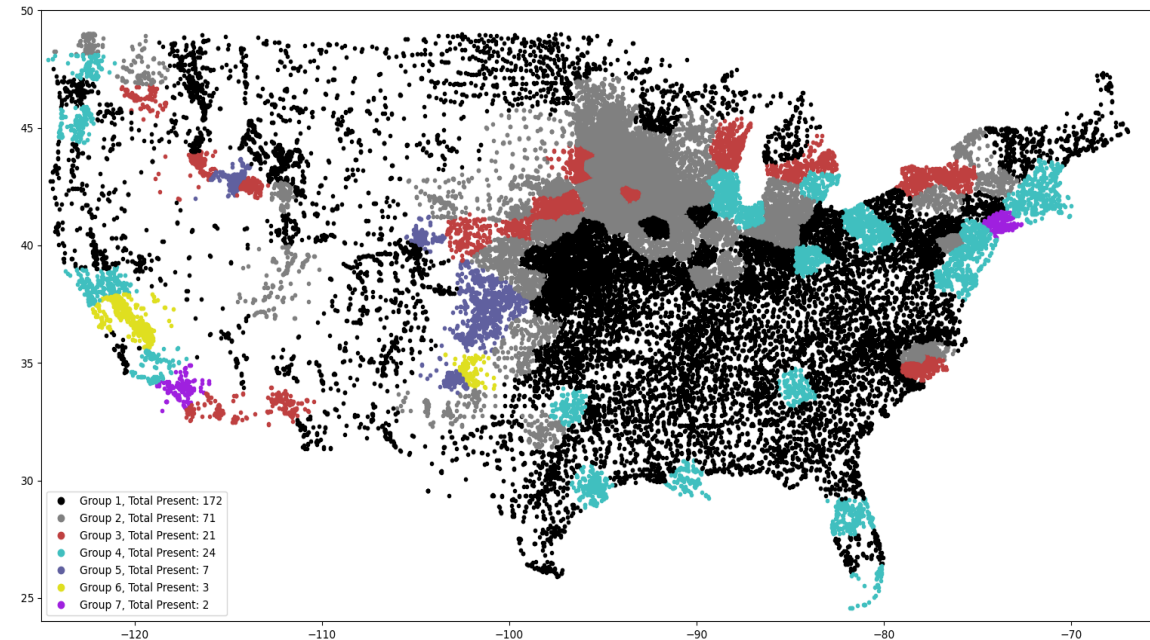 50
45
40
35
30
25
Group 1, Total Present: 172
Group 2, Total Present: 71
Group 3, Total Present: 21
Group 4, Total Present: 24
Group 5, Total Present: 7
Group 6, Total Present: 3
Group 7, Total Present: 2
−120 −110 −100 −90 −80 −70